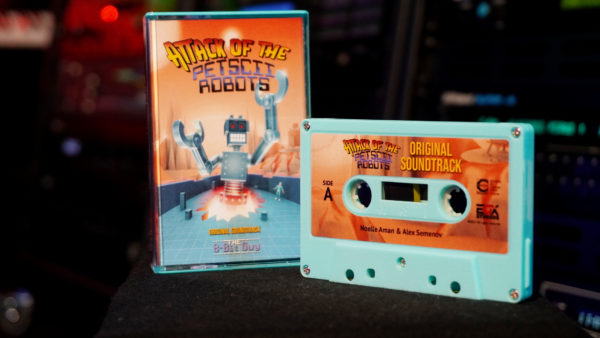 ATTACK OF THE
PETSCII
ROBOTS
ORIGINAL SOUNDTRACK
THE
8-Bit Guy
ATTACK OF THE
PETSCII
ROBOTS
ORIGINAL
SOUNDTRACK
SIDE
A
Noelle Aman & Alex Semenov